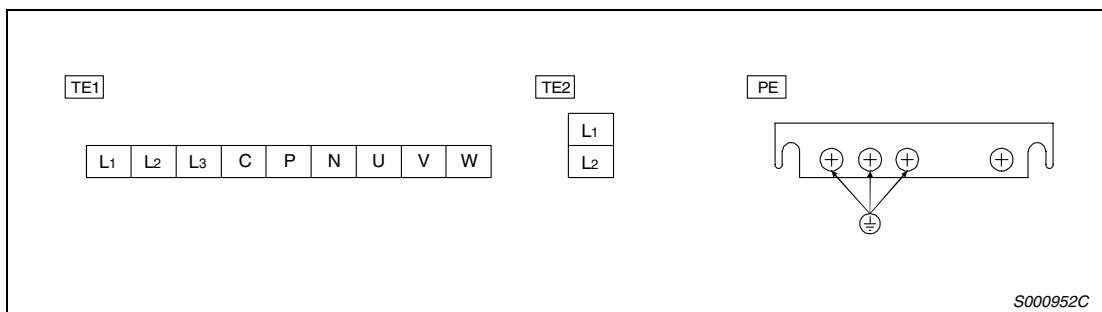 TE1
TE2
PE
L1 L2 L3 C P N U V W
L1
L2
S000952C